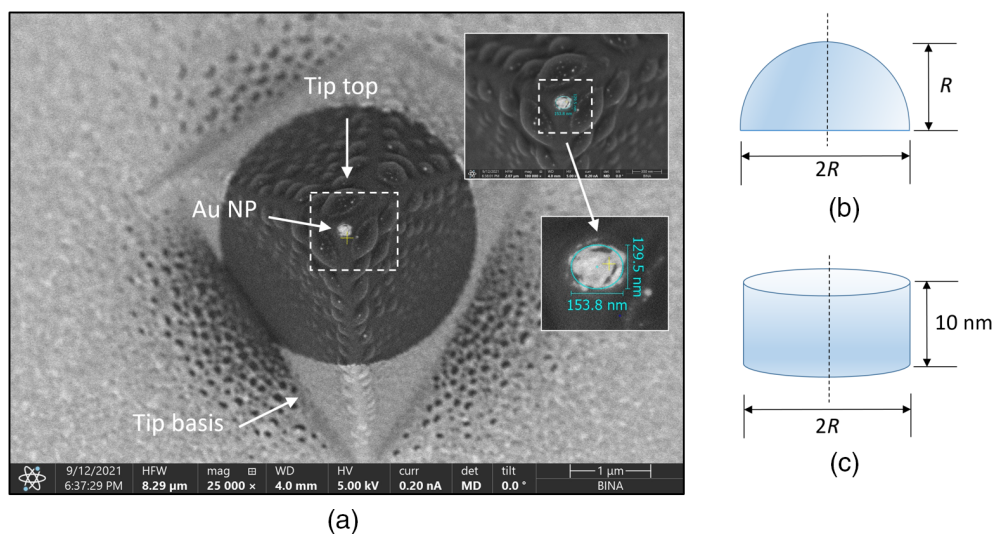 Tip top
Au NP
Tip basis
153.8 nm
129.5 nm
9/12/2021
6:37:29 PM
HFW
8.29 μm
mag
25 000 ×
WD
4.0 mm
HV
5.00 kV
curr
0.20 nA
det
MD
tilt
0.0 °
1 μm
BINA
(a)
R
2R
(b)
10 nm
2R
(c)